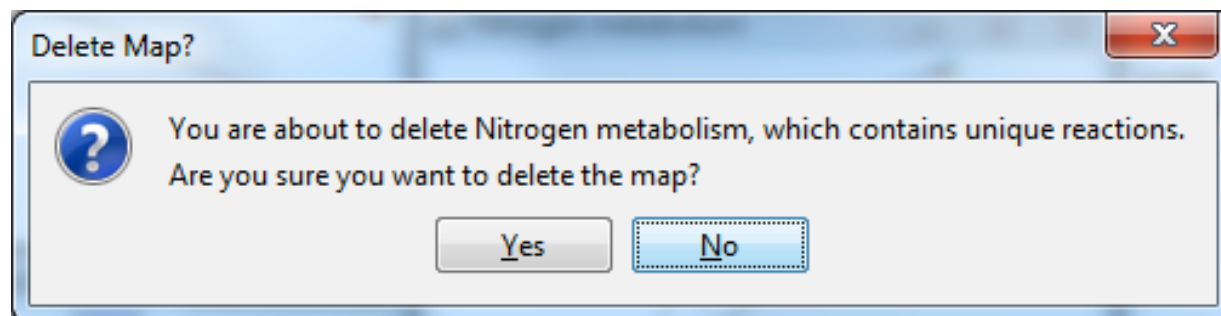 Delete Map?
You are about to delete Nitrogen metabolism, which contains unique reactions.
Are you sure you want to delete the map?
Yes
No